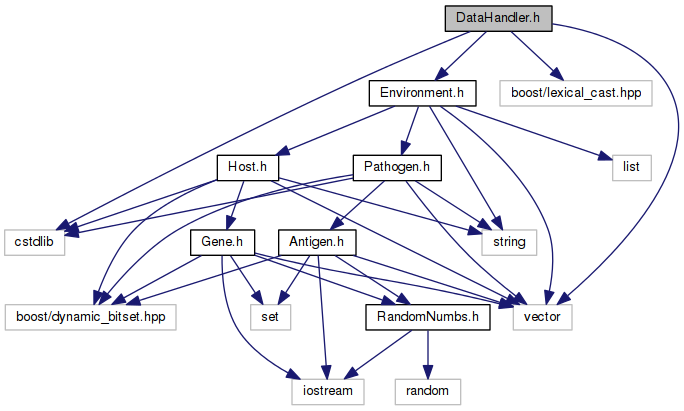 DataHandler.h
Environment.h
boost/lexical_cast.hpp
Host.h
Pathogen.h
list
cstdlib
Gene.h
Antigen.h
string
boost/dynamic_bitset.hpp
set
RandomNumbs.h
vector
iostream
random